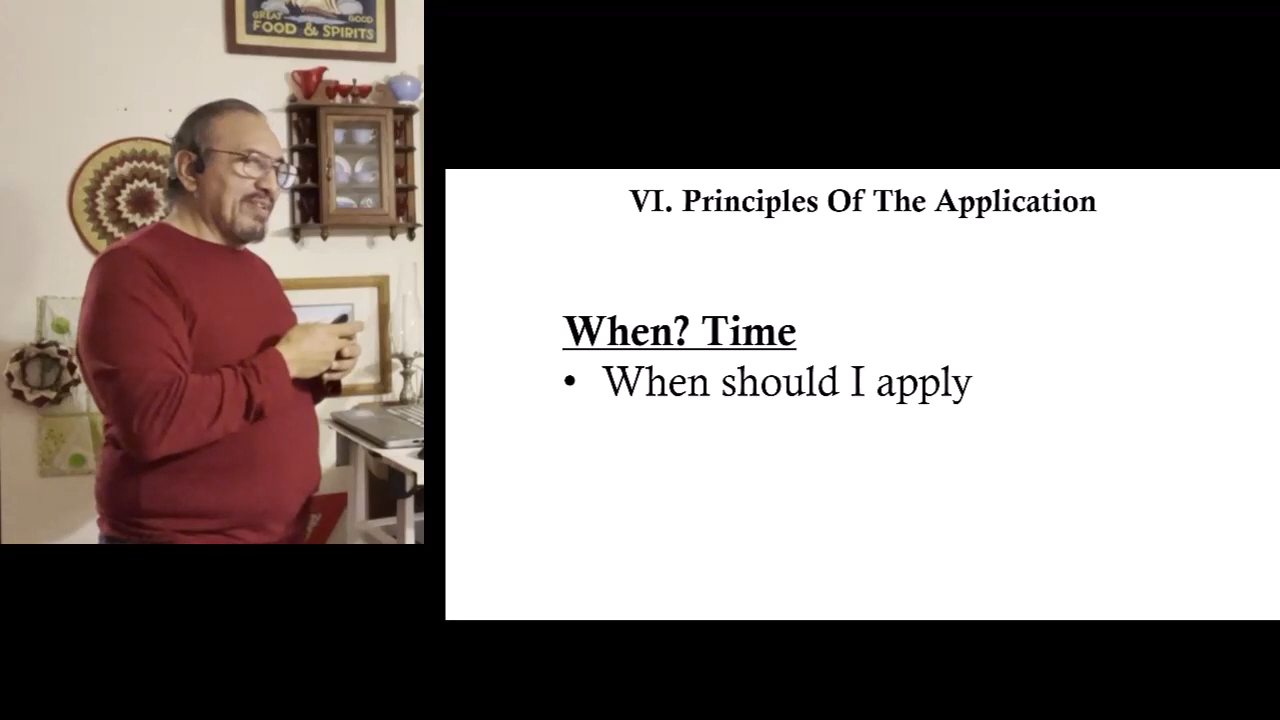 GREAT GOOD
FOOD & SPIRITS
VI. Principles Of The Application
When? Time
• When should I apply